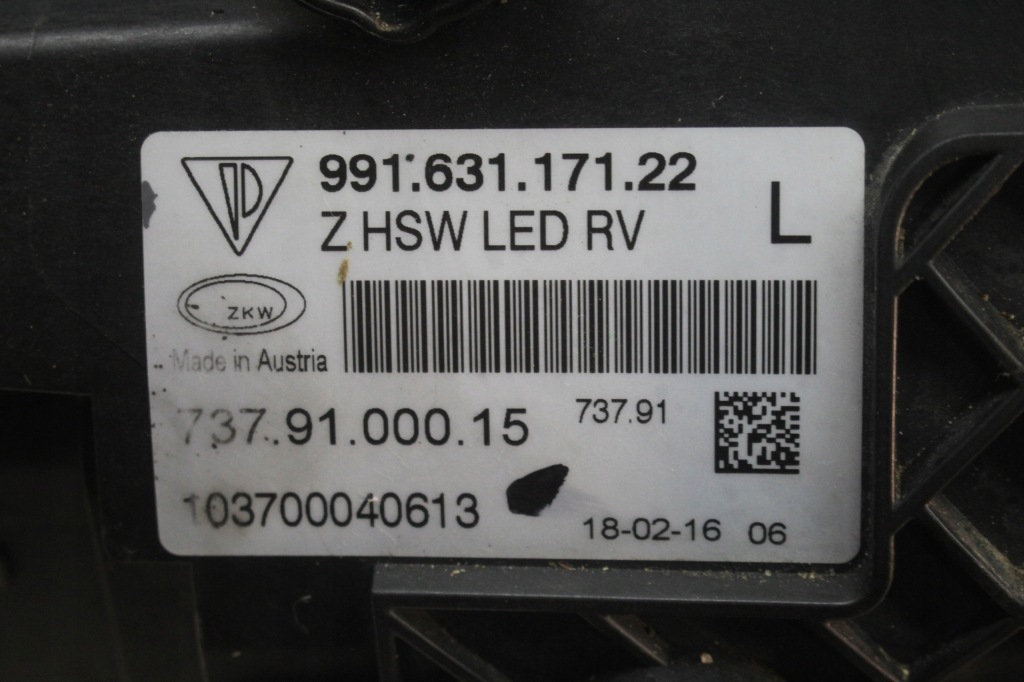 991.631.171.22
Z HSW LED RV L
ZKW
Made in Austria
737.91.000.15 737.91
103700040613
18-02-16 06